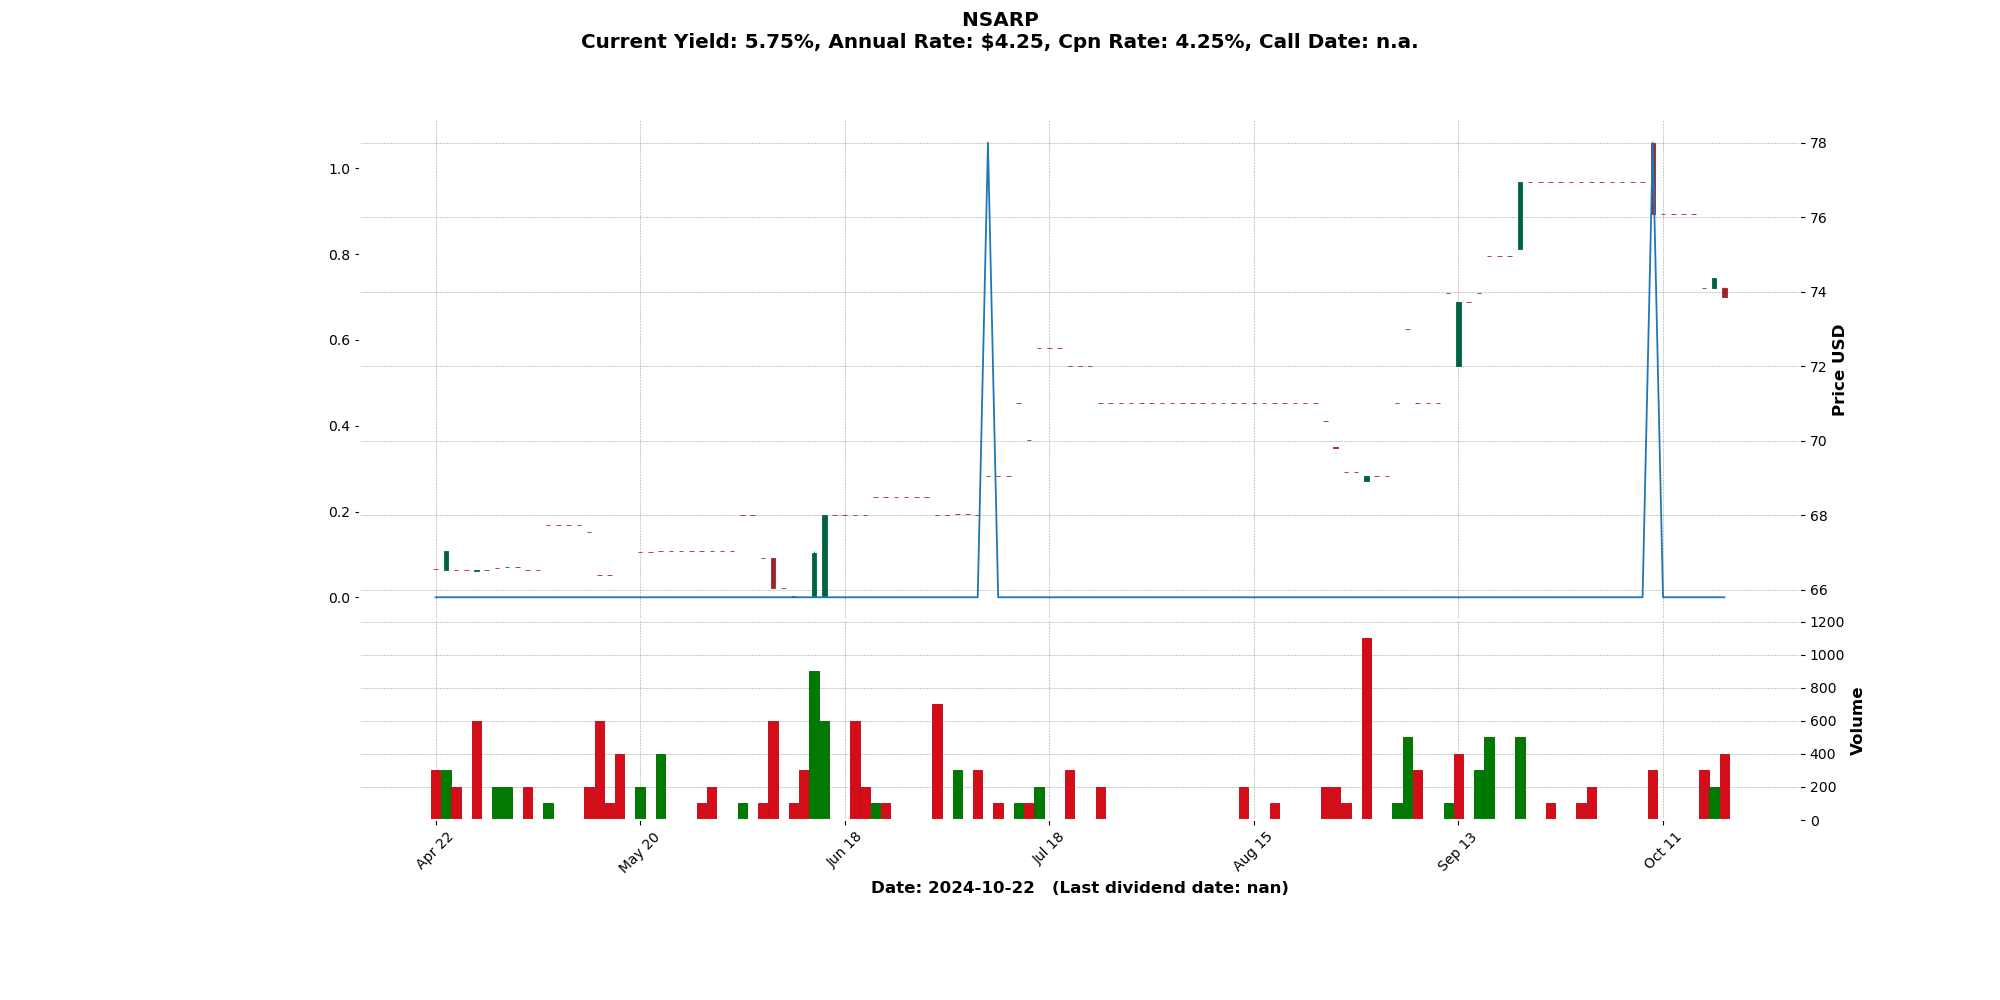 NSARP
Current Yield: 5.75%, Annual Rate: $4.25, Cpn Rate: 4.25%, Call Date: n.a.
1.0
0.8
0.6
0.4
0.2
0.0
78
76
74
72
70
68
66
Price USD
1200
1000
800
600
400
200
0
Volume
Apr 22
May 20
Jun 18
Jul 18
Aug 15
Sep 13
Oct 11
Date: 2024-10-22 (Last dividend date: nan)